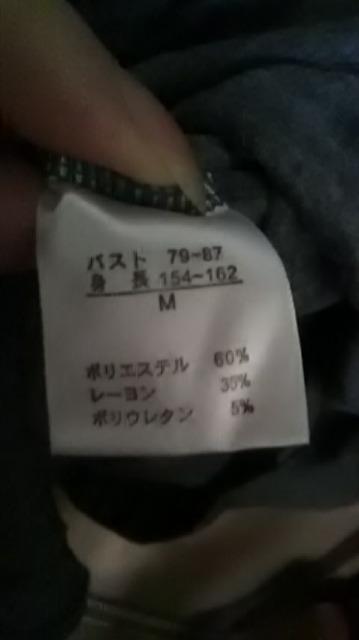 バスト 79~87
身長 154~162
M
ポリエステル 60%
レーヨン 35%
ポリウレタン 5%